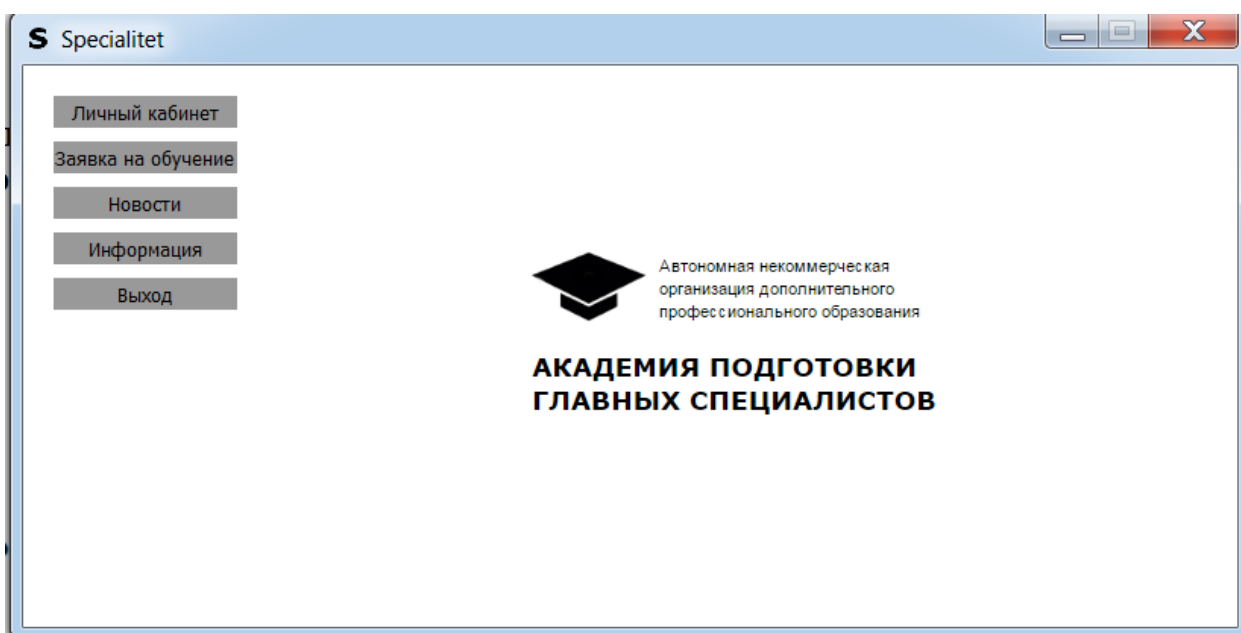 S Specialitet
Личный кабинет
Заявка на обучение
Новости
Информация
Выход
Автономная некоммерческая
организация дополнительного
профессионального образования
АКАДЕМИЯ ПОДГОТОВКИ
ГЛАВНЫХ СПЕЦИАЛИСТОВ